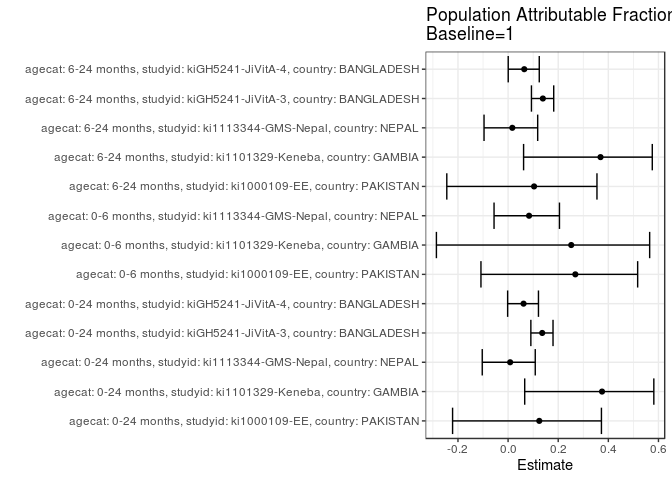 Population Attributable Fraction
Baseline=1
agecat: 6-24 months, studyid: kiGH5241-JiVitA-4, country: BANGLADESH
agecat: 6-24 months, studyid: kiGH5241-JiVitA-3, country: BANGLADESH
agecat: 6-24 months, studyid: ki1113344-GMS-Nepal, country: NEPAL
agecat: 6-24 months, studyid: ki1101329-Keneba, country: GAMBIA
agecat: 6-24 months, studyid: ki1000109-EE, country: PAKISTAN
agecat: 0-6 months, studyid: ki1113344-GMS-Nepal, country: NEPAL
agecat: 0-6 months, studyid: ki1101329-Keneba, country: GAMBIA
agecat: 0-6 months, studyid: ki1000109-EE, country: PAKISTAN
agecat: 0-24 months, studyid: kiGH5241-JiVitA-4, country: BANGLADESH
agecat: 0-24 months, studyid: kiGH5241-JiVitA-3, country: BANGLADESH
agecat: 0-24 months, studyid: ki1113344-GMS-Nepal, country: NEPAL
agecat: 0-24 months, studyid: ki1101329-Keneba, country: GAMBIA
agecat: 0-24 months, studyid: ki1000109-EE, country: PAKISTAN
-0.2 0.0 0.2 0.4 0.6
Estimate